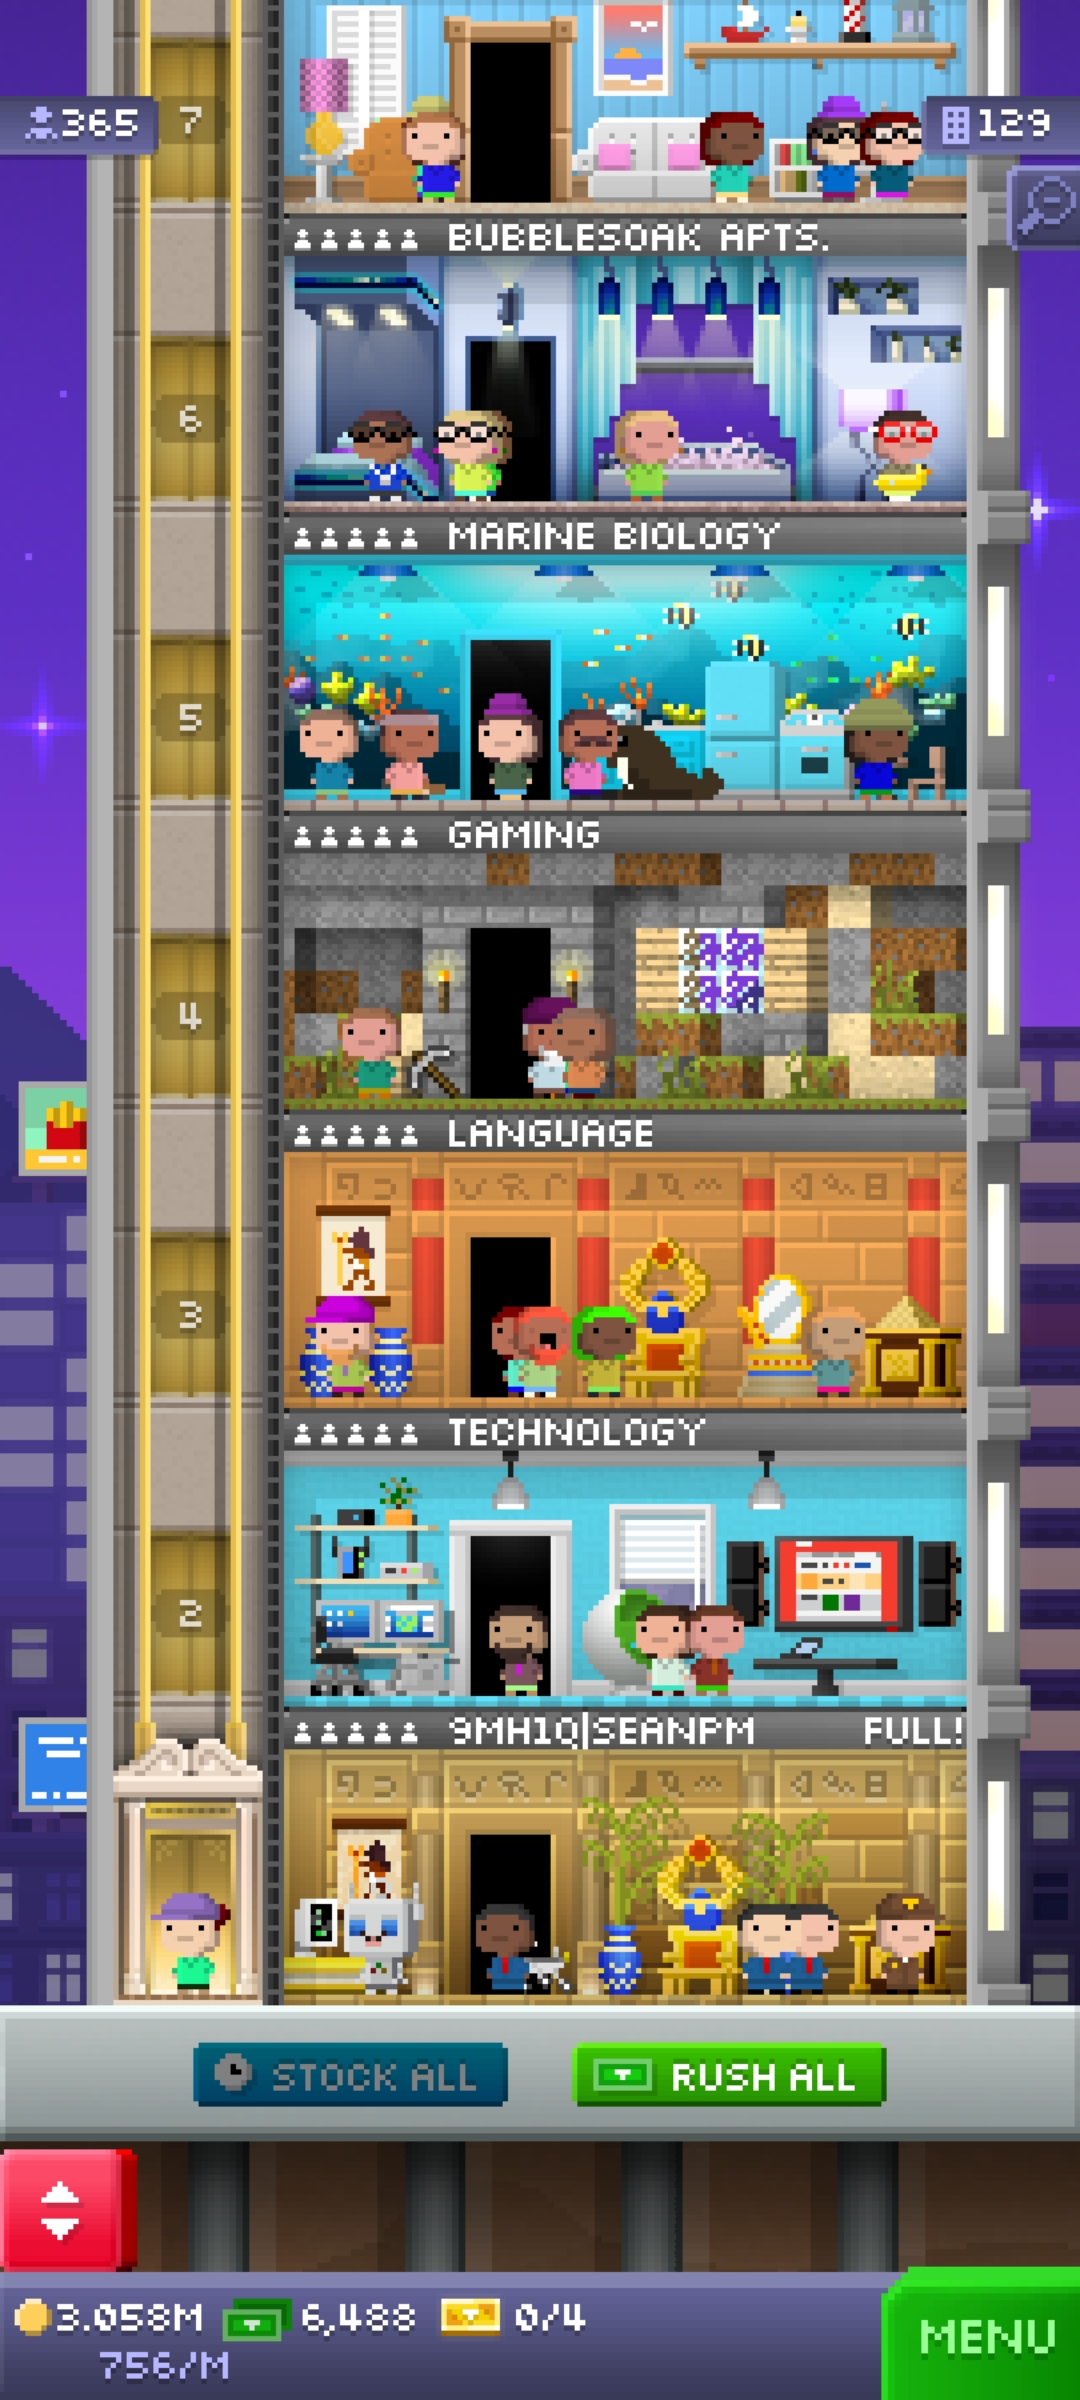 365
7
129
BUBBLESOAK APTS.
6
MARINE BIOLOGY
5
GAMING
4
LANGUAGE
3
TECHNOLOGY
2
9MH1Q|SEANPM FULL!
STOCK ALL
RUSH ALL
3.058M 6,488 0/4
756/M
MENU